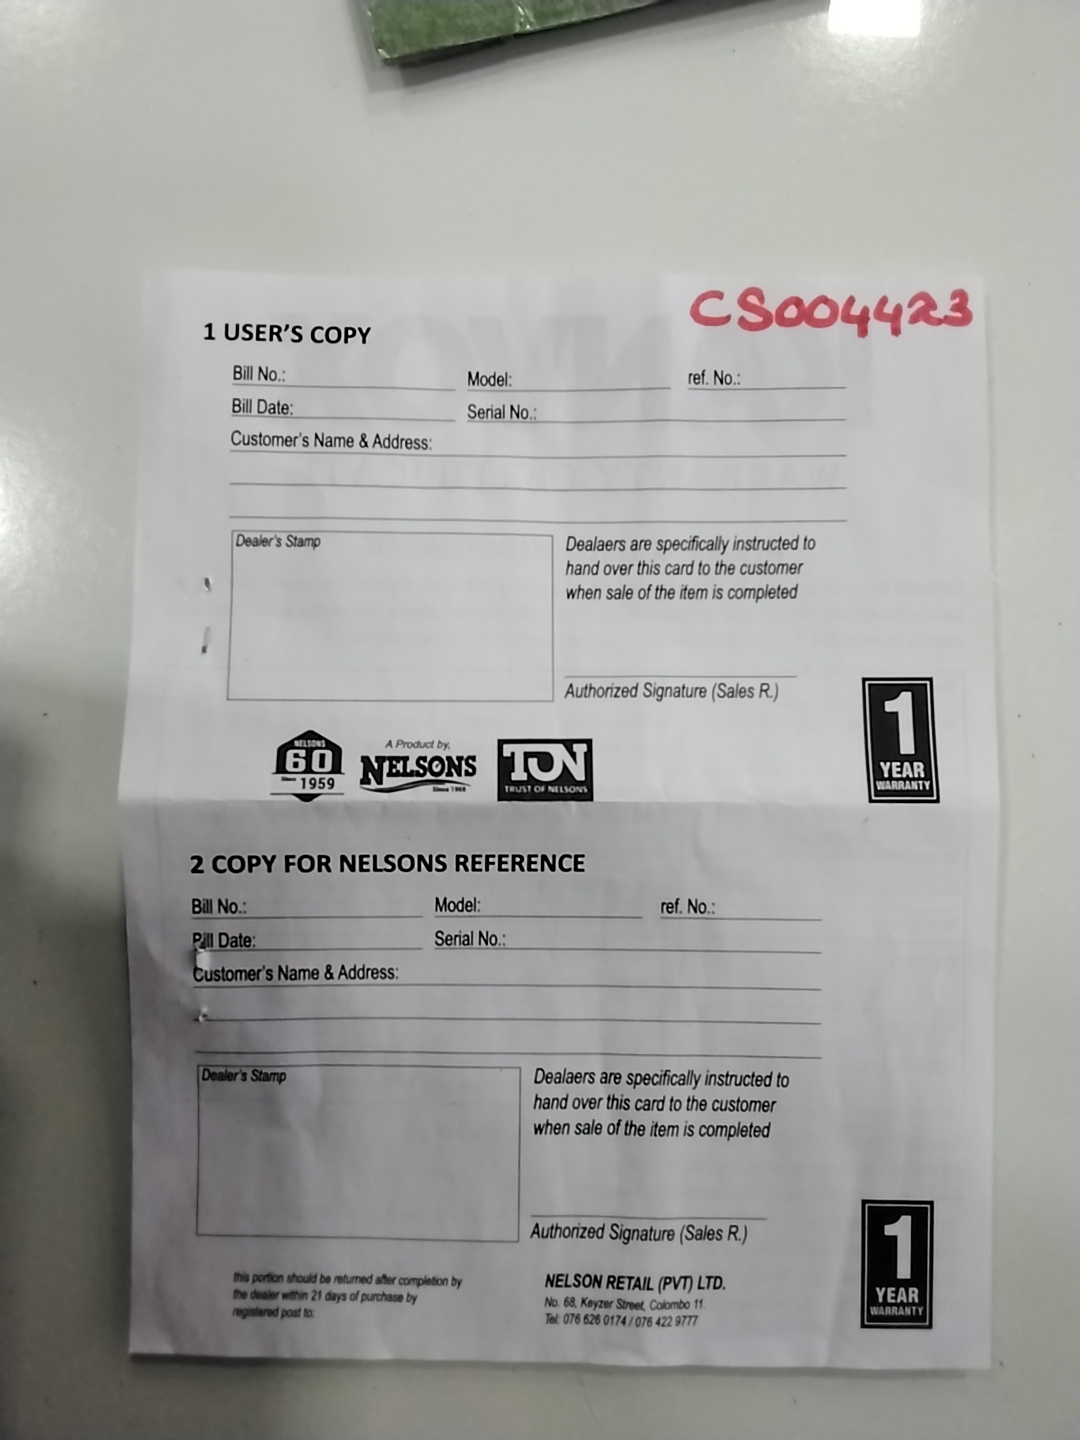 CS004423
1 USER'S COPY
Bill No.: Model: ref. No.:
Bill Date: Serial No.:
Customer's Name & Address:
Dealer's Stamp
Dealaers are specifically instructed to
hand over this card to the customer
when sale of the item is completed
Authorized Signature (Sales R.)
1
YEAR
WARRANTY
NELSONS
60
Since 1959
A Product by,
NELSONS
Since 1959
TON
TRUST OF NELSONS
2 COPY FOR NELSONS REFERENCE
Bill No.: Model: ref. No.:
Bill Date: Serial No.:
Customer's Name & Address:
Dealer's Stamp
Dealaers are specifically instructed to
hand over this card to the customer
when sale of the item is completed
Authorized Signature (Sales R.)
1
YEAR
WARRANTY
this portion should be returned after completion by
the dealer within 21 days of purchase by
registered post to:
NELSON RETAIL (PVT) LTD.
No. 68, Keyzer Street, Colombo 11.
Tel: 076 626 0174 / 076 422 9777